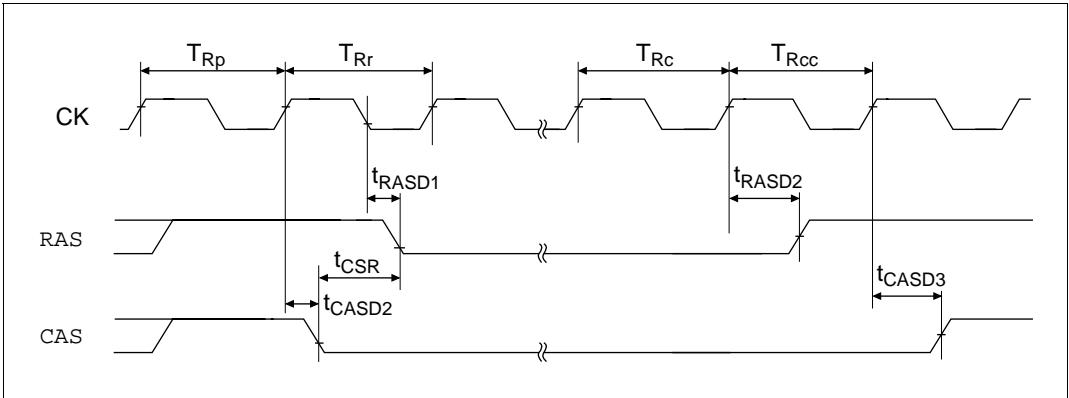 TRp TRr TRc TRcc
CK
tRASD1 tRASD2
RAS
tCSR tCASD3
tCASD2
CAS